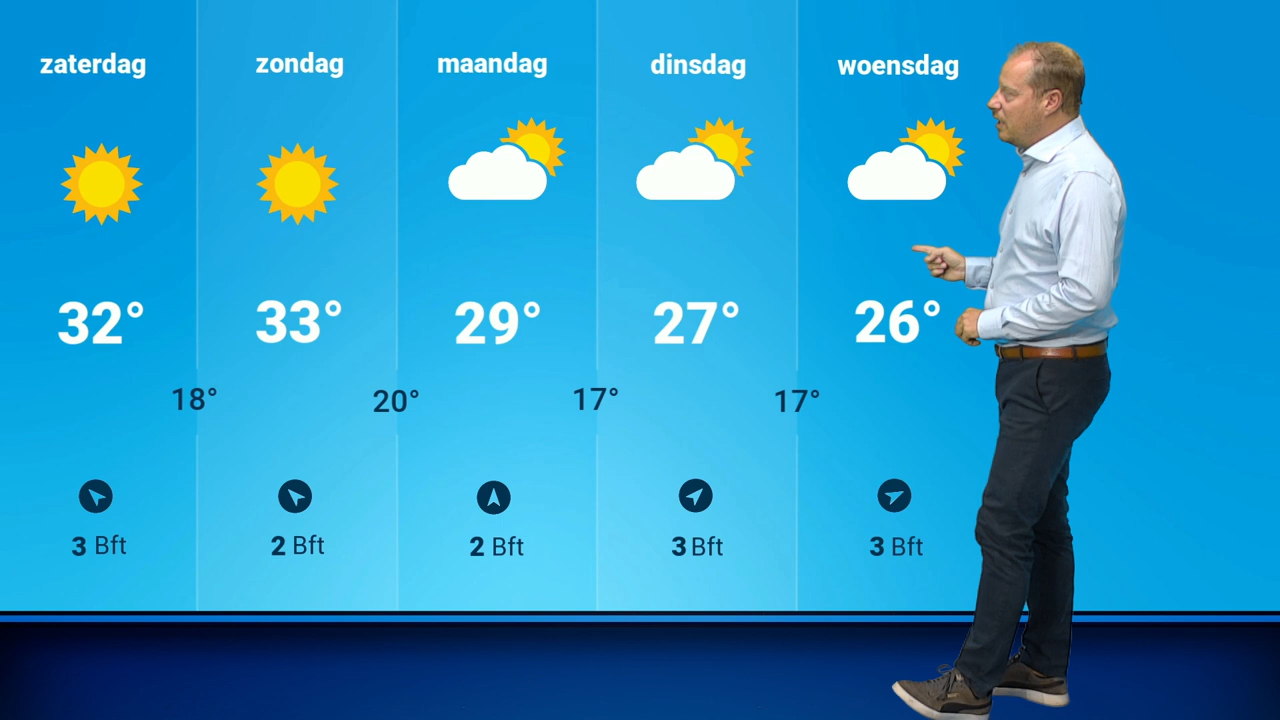 zaterdag zondag maandag dinsdag woensdag
32° 33° 29° 27° 26°
18° 20° 17° 17°
3 Bft 2 Bft 2 Bft 3 Bft 3 Bft